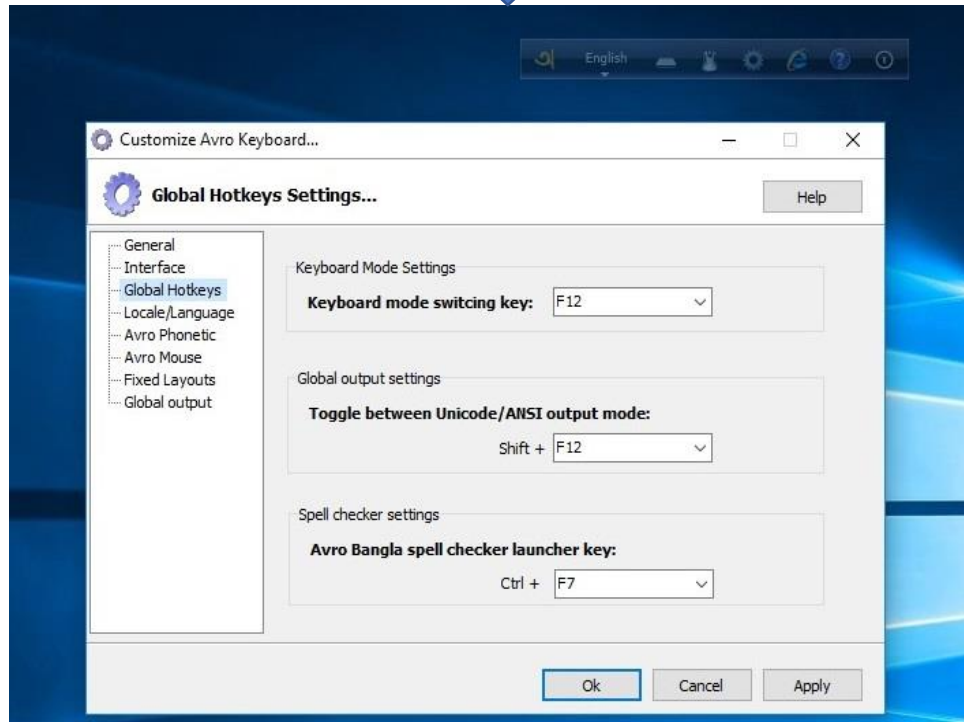 English
Customize Avro Keyboard...
Global Hotkeys Settings...
Help
General
Interface
Global Hotkeys
Locale/Language
Avro Phonetic
Avro Mouse
Fixed Layouts
Global output
Keyboard Mode Settings
Keyboard mode switcing key: F12
Global output settings
Toggle between Unicode/ANSI output mode:
Shift + F12
Spell checker settings
Avro Bangla spell checker launcher key:
Ctrl + F7
Ok Cancel Apply